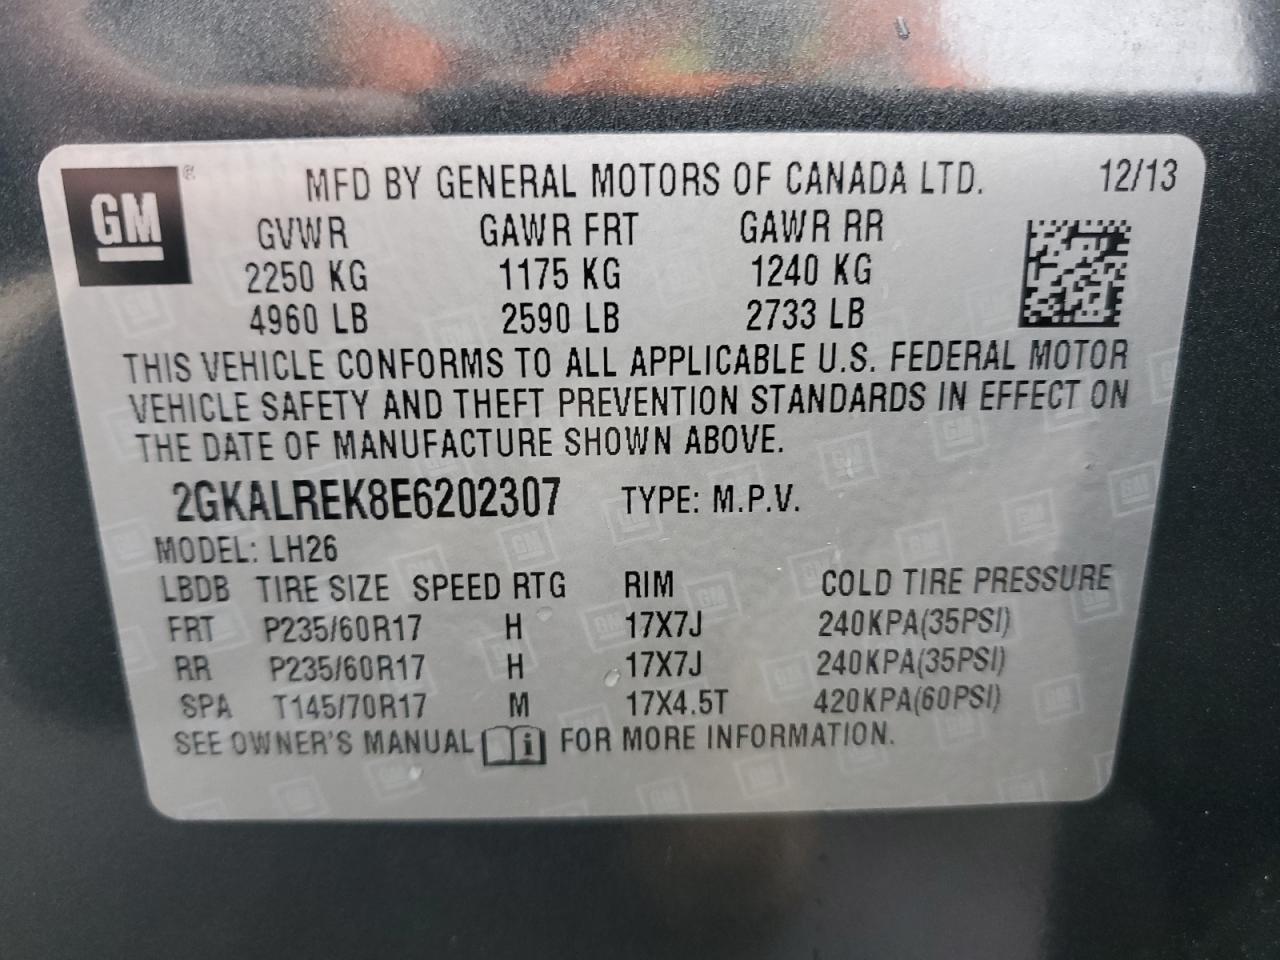 GM ® MFD BY GENERAL MOTORS OF CANADA LTD. 12/13
GVWR GAWR FRT GAWR RR
2250 KG 1175 KG 1240 KG
4960 LB 2590 LB 2733 LB
THIS VEHICLE CONFORMS TO ALL APPLICABLE U.S. FEDERAL MOTOR
VEHICLE SAFETY AND THEFT PREVENTION STANDARDS IN EFFECT ON
THE DATE OF MANUFACTURE SHOWN ABOVE.
2GKALREK8E6202307 TYPE: M.P.V.
MODEL: LH26
LBDB TIRE SIZE SPEED RTG RIM COLD TIRE PRESSURE
FRT P235/60R17 H 17X7J 240KPA(35PSI)
RR P235/60R17 H 17X7J 240KPA(35PSI)
SPA T145/70R17 M 17X4.5T 420KPA(60PSI)
SEE OWNER'S MANUAL i FOR MORE INFORMATION.